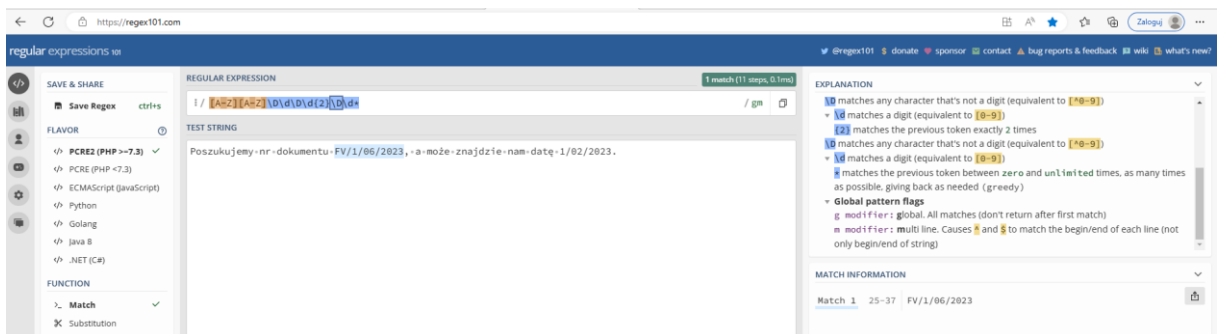 https://regex101.com
Zaloguj
regular expressions 101
@regex101 $ donate sponsor contact bug reports & feedback wiki what's new?
SAVE & SHARE
Save Regex ctrl+s
FLAVOR
</> PCRE2 (PHP >=7.3)
</> PCRE (PHP <7.3)
</> ECMAScript (JavaScript)
</> Python
</> Golang
</> Java 8
</> .NET (C#)
FUNCTION
>_ Match
Substitution
REGULAR EXPRESSION
1 match (11 steps, 0.1ms)
/ [A-Z][A-Z]\D\d\D\d{2}\D\d* / gm
TEST STRING
Poszukujemy·nr·dokumentu·FV/1/06/2023,·a·może·znajdzie·nam·datę·1/02/2023.
EXPLANATION
\D matches any character that's not a digit (equivalent to [^0-9])
\d matches a digit (equivalent to [0-9])
{2} matches the previous token exactly 2 times
\D matches any character that's not a digit (equivalent to [^0-9])
\d matches a digit (equivalent to [0-9])
* matches the previous token between zero and unlimited times, as many times
as possible, giving back as needed (greedy)
Global pattern flags
g modifier: global. All matches (don't return after first match)
m modifier: multi line. Causes ^ and $ to match the begin/end of each line (not
only begin/end of string)
MATCH INFORMATION
Match 1 25-37 FV/1/06/2023